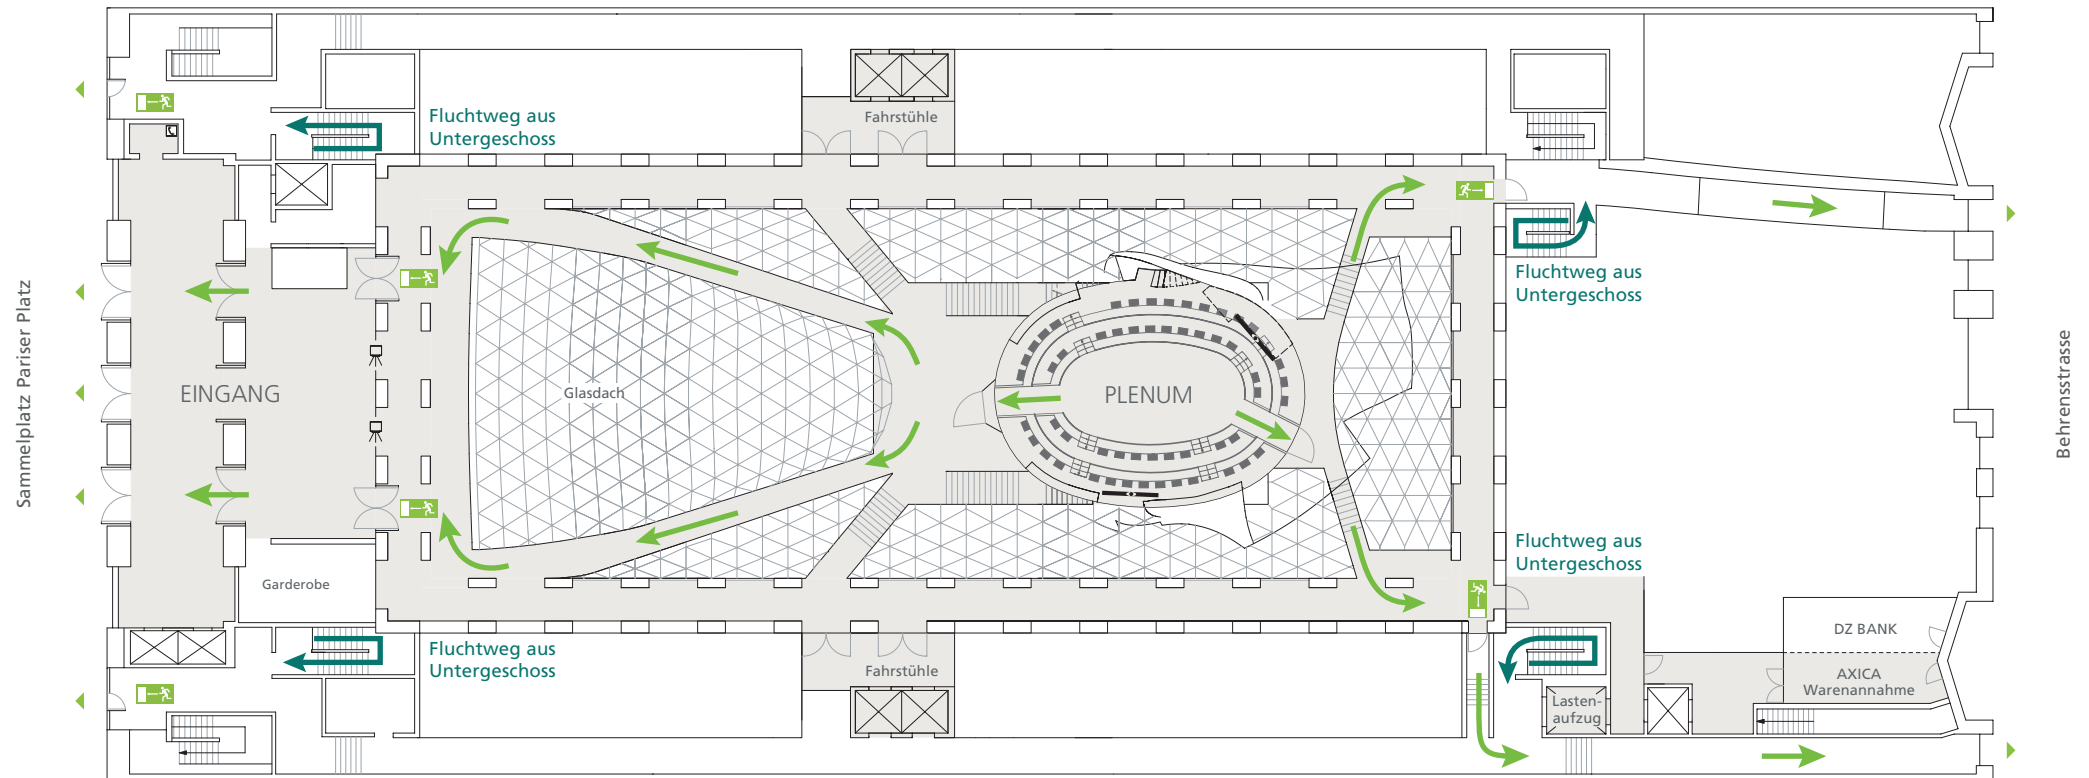 Sammelplatz Pariser Platz
Fluchtweg aus
Untergeschoss
Fahrstühle
Fluchtweg aus
Untergeschoss
EINGANG
Glasdach
PLENUM
Behrensstrasse
Fluchtweg aus
Untergeschoss
Garderobe
Fluchtweg aus
Untergeschoss
Fahrstühle
DZ BANK
AXICA
Warenannahme
Lasten-
aufzug